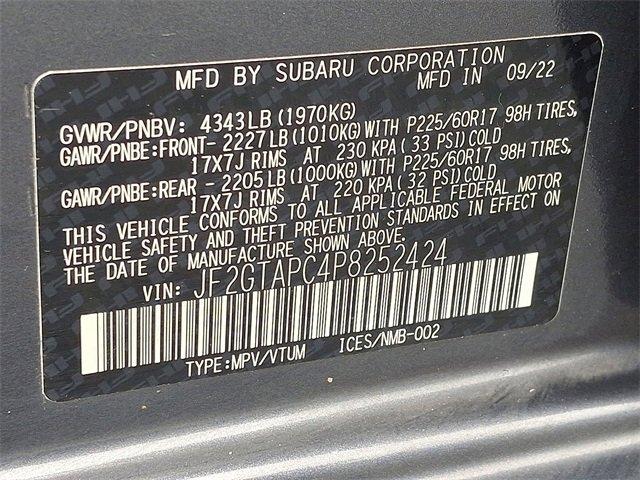 MFD BY SUBARU CORPORATION
MFD IN 09/22
GVWR/PNBV: 4343LB (1970KG)
GAWR/PNBE:FRONT- 2227LB (1010KG) WITH P225/60R17 98H TIRES,
17X7J RIMS AT 230 KPA (33 PSI) COLD
GAWR/PNBE:REAR - 2205LB (1000KG) WITH P225/60R17 98H TIRES,
17X7J RIMS AT 220 KPA (32 PSI) COLD
THIS VEHICLE CONFORMS TO ALL APPLICABLE FEDERAL MOTOR
VEHICLE SAFETY AND THEFT PREVENTION STANDARDS IN EFFECT ON
THE DATE OF MANUFACTURE SHOWN ABOVE.
VIN: JF2GTAPC4P8252424
TYPE:MPV/VTUM ICES/NMB-002